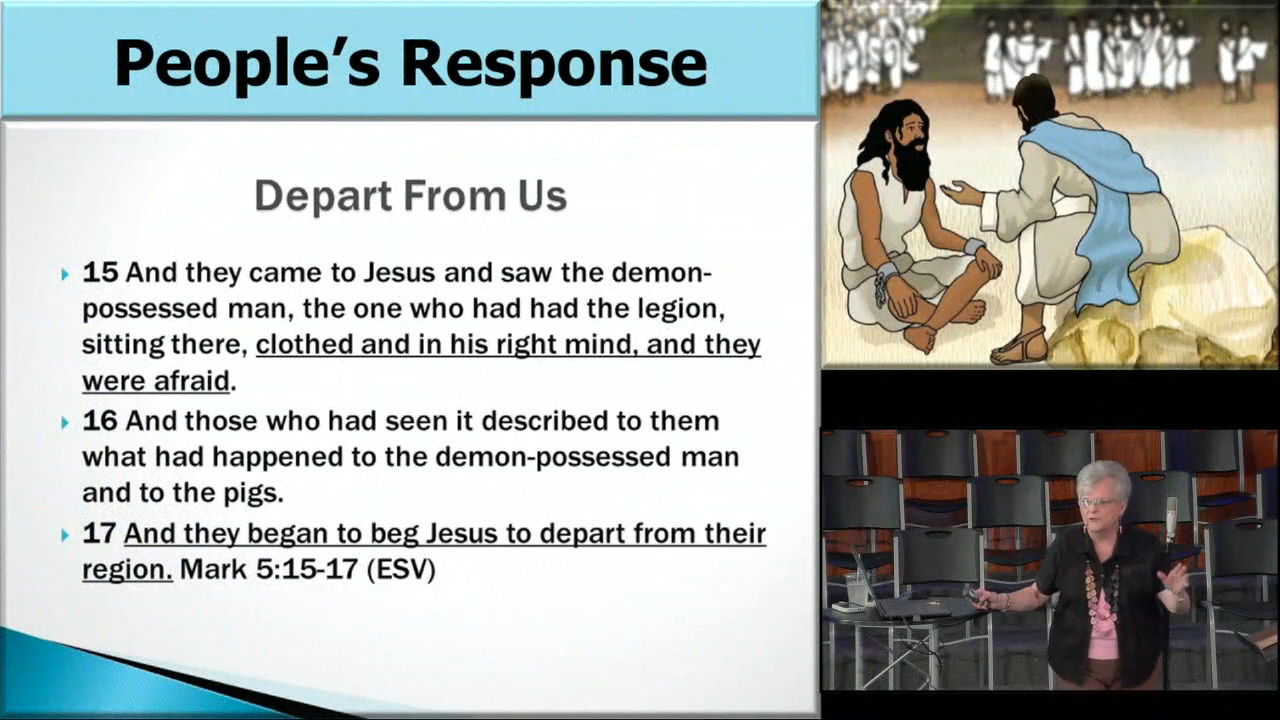 People's Response
Depart From Us
15 And they came to Jesus and saw the demon-
possessed man, the one who had had the legion,
sitting there, clothed and in his right mind, and they
were afraid.
16 And those who had seen it described to them
what had happened to the demon-possessed man
and to the pigs.
17 And they began to beg Jesus to depart from their
region. Mark 5:15-17 (ESV)